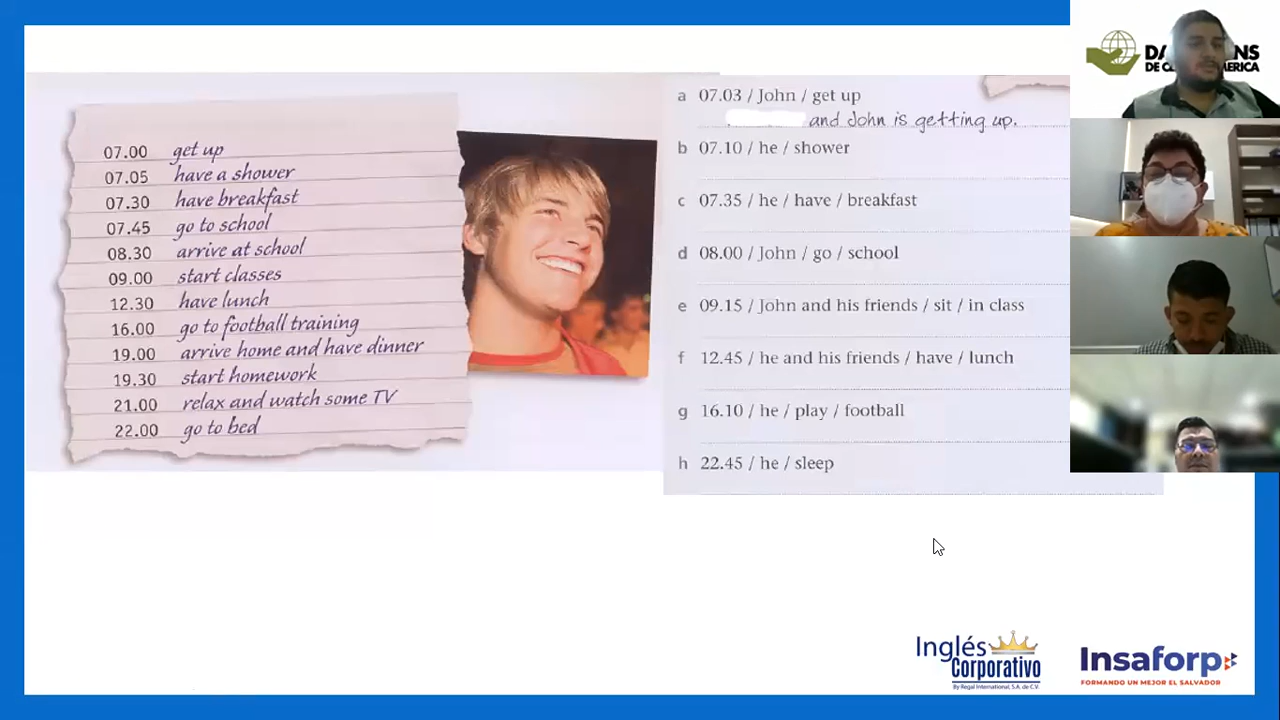 07.00 get up
07.05 have a shower
07.30 have breakfast
07.45 go to school
08.30 arrive at school
09.00 start classes
12.30 have lunch
16.00 go to football training
19.00 arrive home and have dinner
19.30 start homework
21.00 relax and watch some TV
22.00 go to bed
a 07.03 / John / get up
and John is getting up.
b 07.10 / he / shower
c 07.35 / he / have / breakfast
d 08.00 / John / go / school
e 09.15 / John and his friends / sit / in class
f 12.45 / he and his friends / have / lunch
g 16.10 / he / play / football
h 22.45 / he / sleep
Inglés
Corporativo
By Regal International, S.A. de C.V.
Insaforp
FORMANDO UN MEJOR EL SALVADOR